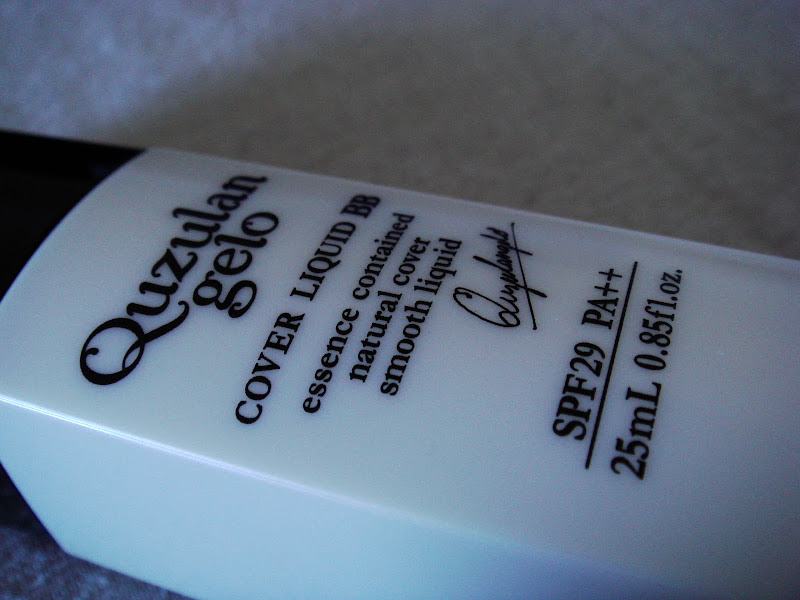 Quzulan
gelo
COVER LIQUID BB
essence contained
natural cover
smooth liquid
SPF29 PA++
25mL 0.85fl.oz.